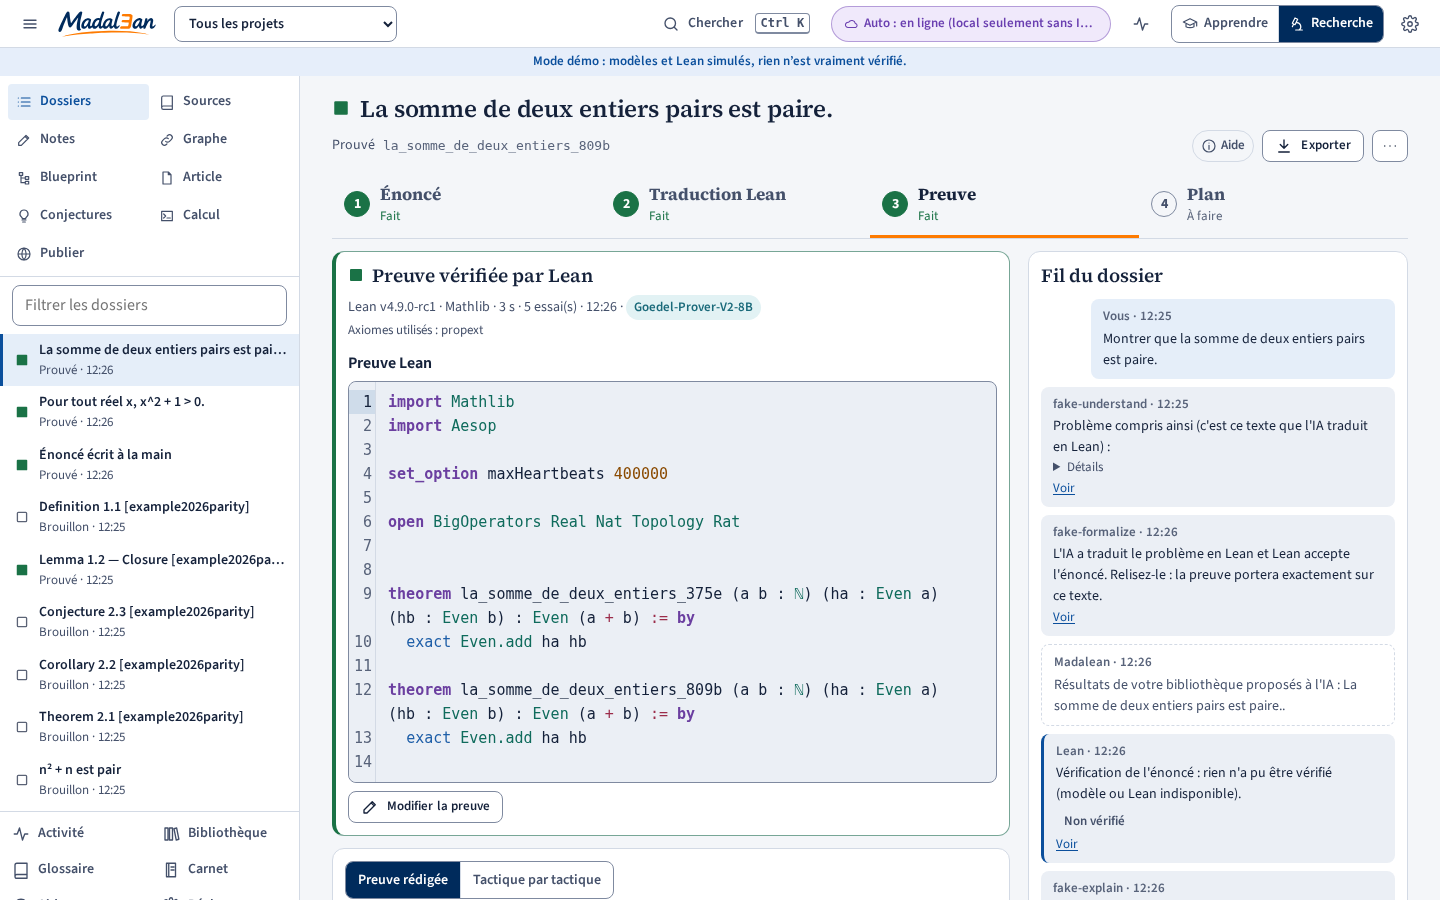 Madal3an
Tous les projets
Chercher Ctrl K
Auto : en ligne (local seulement sans I…
Apprendre
Recherche
Mode démo : modèles et Lean simulés, rien n’est vraiment vérifié.
Dossiers
Sources
Notes
Graphe
Blueprint
Article
Conjectures
Calcul
Publier
Filtrer les dossiers
La somme de deux entiers pairs est pai…
Prouvé · 12:26
Pour tout réel x, x^2 + 1 > 0.
Prouvé · 12:26
Énoncé écrit à la main
Prouvé · 12:26
Definition 1.1 [example2026parity]
Brouillon · 12:25
Lemma 1.2 — Closure [example2026pa…
Prouvé · 12:25
Conjecture 2.3 [example2026parity]
Brouillon · 12:25
Corollary 2.2 [example2026parity]
Brouillon · 12:25
Theorem 2.1 [example2026parity]
Brouillon · 12:25
n² + n est pair
Brouillon · 12:25
Activité
Bibliothèque
Glossaire
Carnet
La somme de deux entiers pairs est paire.
Prouvé la_somme_de_deux_entiers_809b
Aide
Exporter
···
1 Énoncé
Fait
2 Traduction Lean
Fait
3 Preuve
Fait
4 Plan
À faire
Preuve vérifiée par Lean
Lean v4.9.0-rc1 · Mathlib · 3 s · 5 essai(s) · 12:26 · Goedel-Prover-V2-8B
Axiomes utilisés : propext
Preuve Lean
1 import Mathlib
2 import Aesop
3
4 set_option maxHeartbeats 400000
5
6 open BigOperators Real Nat Topology Rat
7
8
9 theorem la_somme_de_deux_entiers_375e (a b : ℕ) (ha : Even a)
(hb : Even b) : Even (a + b) := by
10 exact Even.add ha hb
11
12 theorem la_somme_de_deux_entiers_809b (a b : ℕ) (ha : Even a)
(hb : Even b) : Even (a + b) := by
13 exact Even.add ha hb
14
Modifier la preuve
Preuve rédigée
Tactique par tactique
Fil du dossier
Vous · 12:25
Montrer que la somme de deux entiers pairs
est paire.
fake-understand · 12:25
Problème compris ainsi (c'est ce texte que l'IA traduit
en Lean) :
Détails
Voir
fake-formalize · 12:26
L'IA a traduit le problème en Lean et Lean accepte
l'énoncé. Relisez-le : la preuve portera exactement sur
ce texte.
Voir
Madalean · 12:26
Résultats de votre bibliothèque proposés à l'IA : La
somme de deux entiers pairs est paire..
Lean · 12:26
Vérification de l'énoncé : rien n'a pu être vérifié
(modèle ou Lean indisponible).
Non vérifié
Voir
fake-explain · 12:26